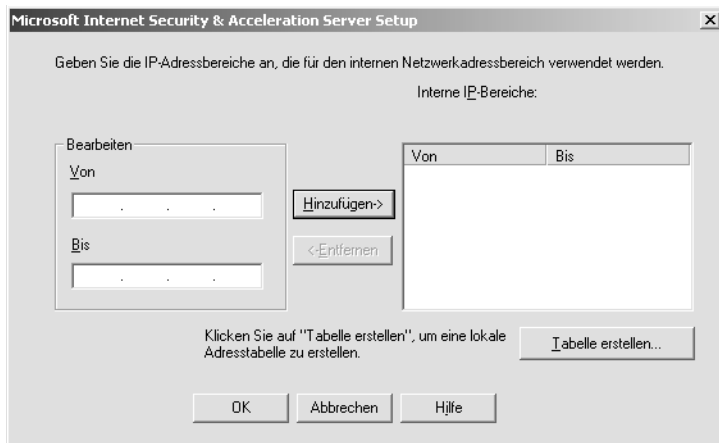 Microsoft Internet Security & Acceleration Server Setup
Geben Sie die IP-Adressbereiche an, die für den internen Netzwerkadressbereich verwendet werden.
Interne IP-Bereiche:
Bearbeiten
Von
Bis
Hinzufügen->
<-Entfernen
Von Bis
Klicken Sie auf "Tabelle erstellen", um eine lokale
Adresstabelle zu erstellen.
Tabelle erstellen...
OK Abbrechen Hilfe